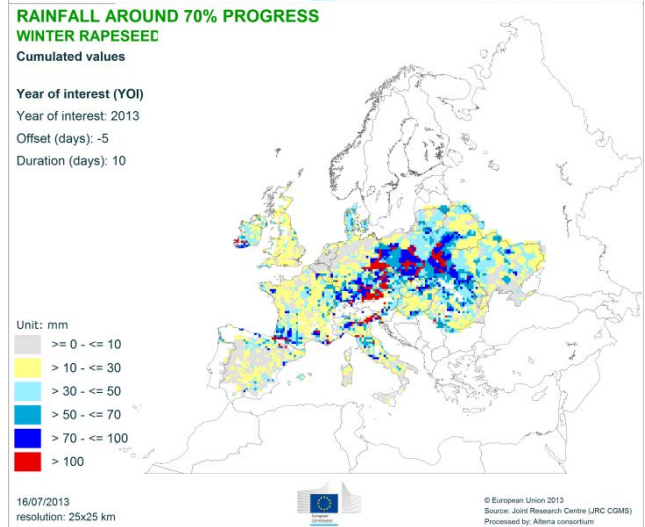 RAINFALL AROUND 70% PROGRESS
WINTER RAPESEED
Cumulated values
Year of interest (YOI)
Year of interest: 2013
Offset (days): -5
Duration (days): 10
Unit: mm
>= 0 - <= 10
> 10 - <= 30
> 30 - <= 50
> 50 - <= 70
> 70 - <= 100
> 100
16/07/2013
resolution: 25x25 km
European
Commission
© European Union 2013
Source: Joint Research Centre (JRC CGMS)
Processed by: Alterra consortium